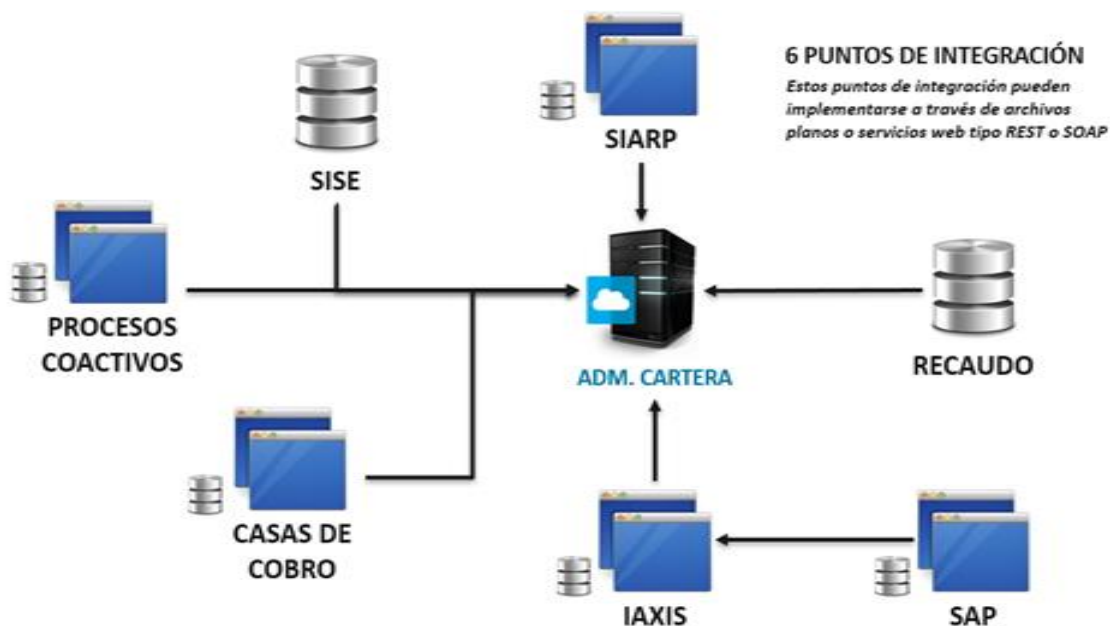 6 PUNTOS DE INTEGRACIÓN
Estos puntos de integración pueden
implementarse a través de archivos
planos o servicios web tipo REST o SOAP
SIARP
SISE
PROCESOS
COACTIVOS
ADM. CARTERA
RECAUDO
CASAS DE
COBRO
IAXIS
SAP